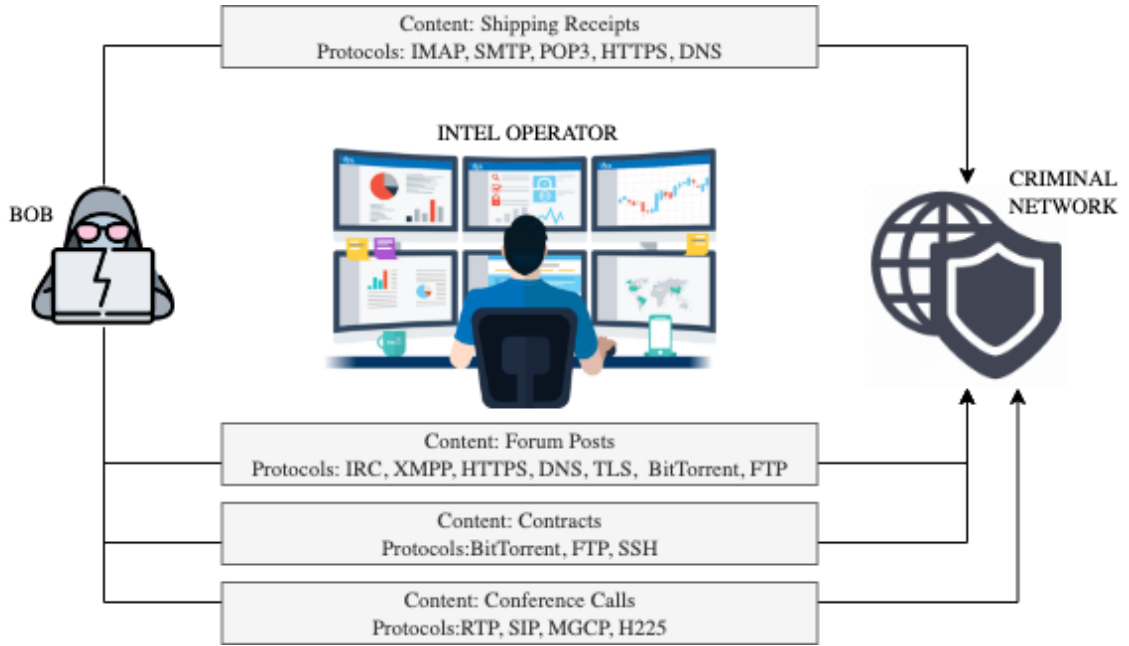 Content: Shipping Receipts
Protocols: IMAP, SMTP, POP3, HTTPS, DNS
INTEL OPERATOR
BOB
CRIMINAL
NETWORK
Content: Forum Posts
Protocols: IRC, XMPP, HTTPS, DNS, TLS, BitTorrent, FTP
Content: Contracts
Protocols:BitTorrent, FTP, SSH
Content: Conference Calls
Protocols:RTP, SIP, MGCP, H225